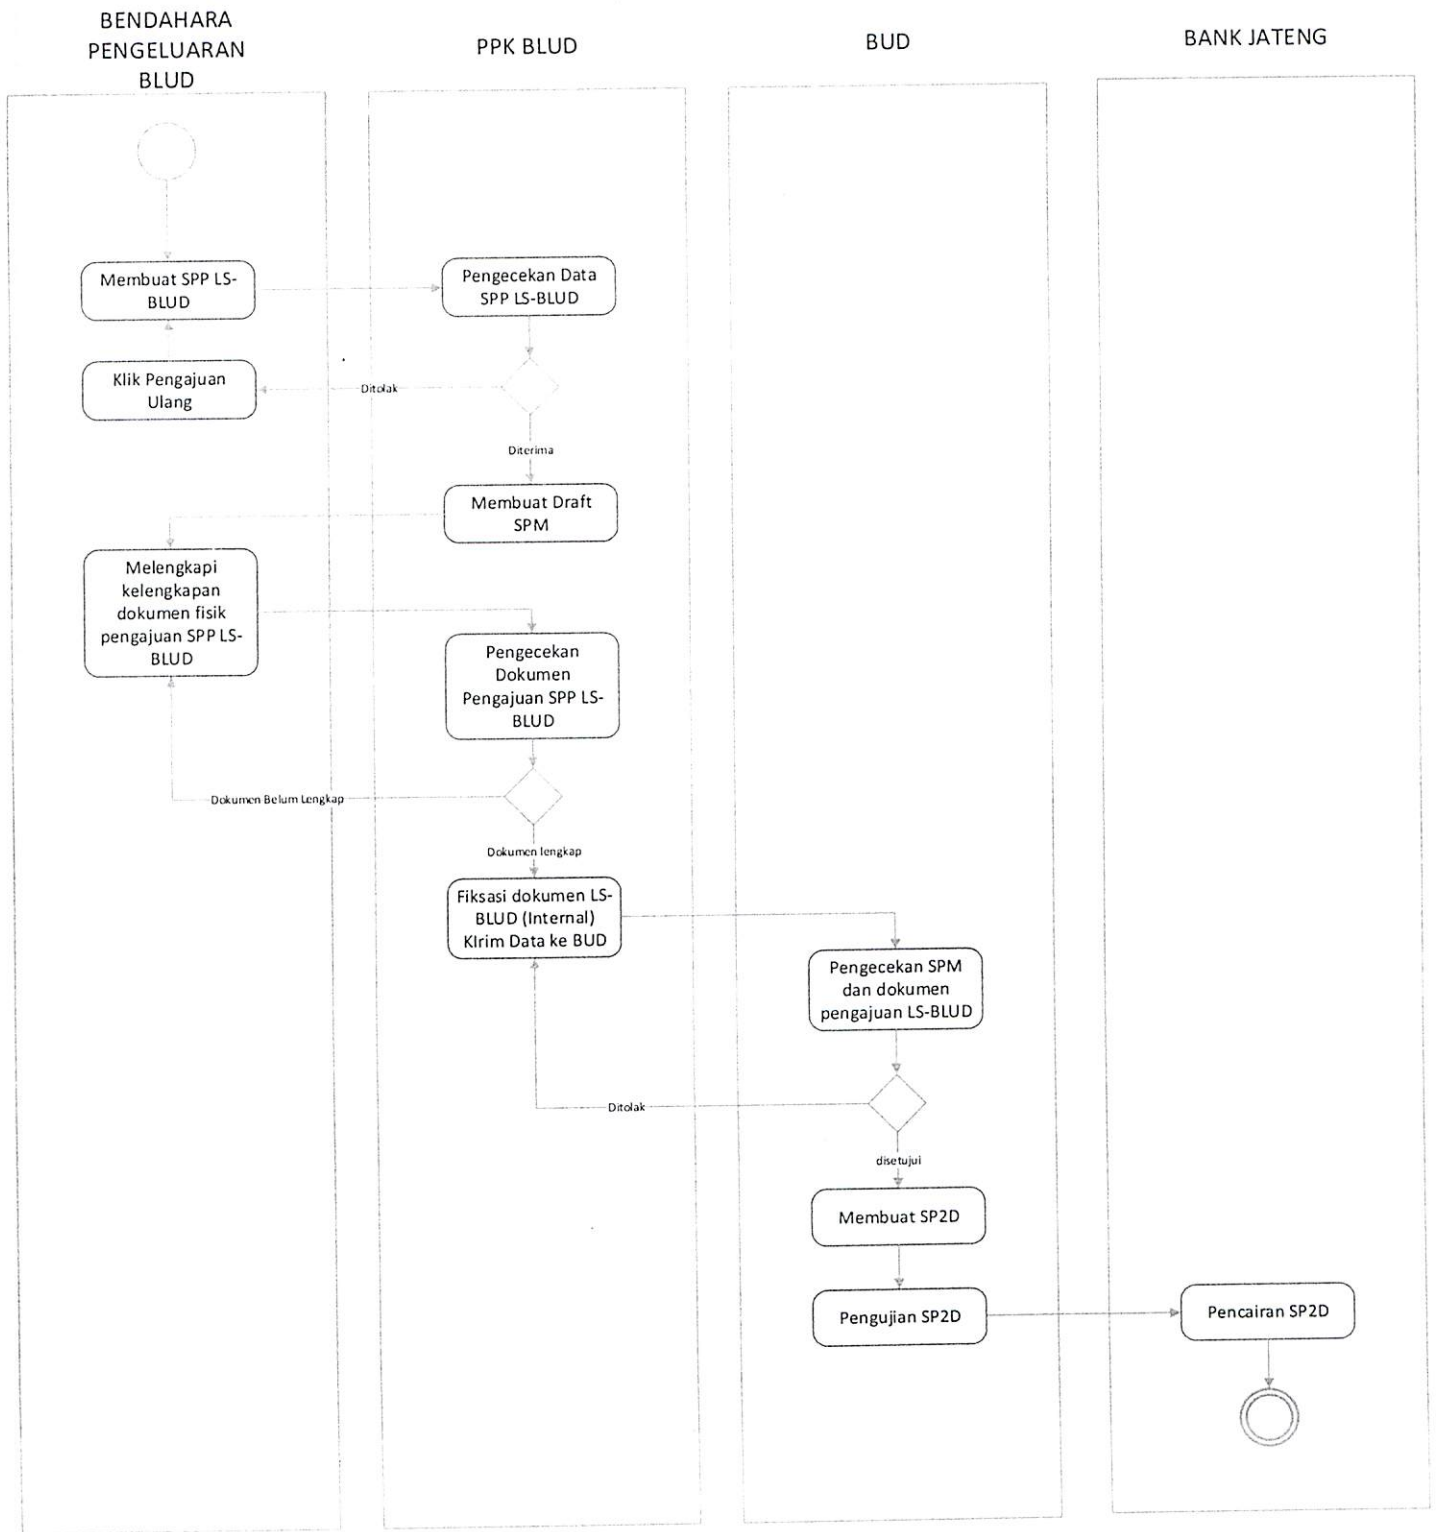 BENDAHARA
PENGELUARAN
BLUD
PPK BLUD
BUD
BANK JATENG
Membuat SPP LS-
BLUD
Pengecekan Data
SPP LS-BLUD
Klik Pengajuan
Ulang
Ditolak
Diterima
Membuat Draft
SPM
Melengkapi
kelengkapan
dokumen fisik
pengajuan SPP LS-
BLUD
Pengecekan
Dokumen
Pengajuan SPP LS-
BLUD
Dokumen Belum Lengkap
Dokumen lengkap
Fiksasi dokumen LS-
BLUD (Internal)
KIrim Data ke BUD
Pengecekan SPM
dan dokumen
pengajuan LS-BLUD
Ditolak
disetujui
Membuat SP2D
Pengujian SP2D
Pencairan SP2D